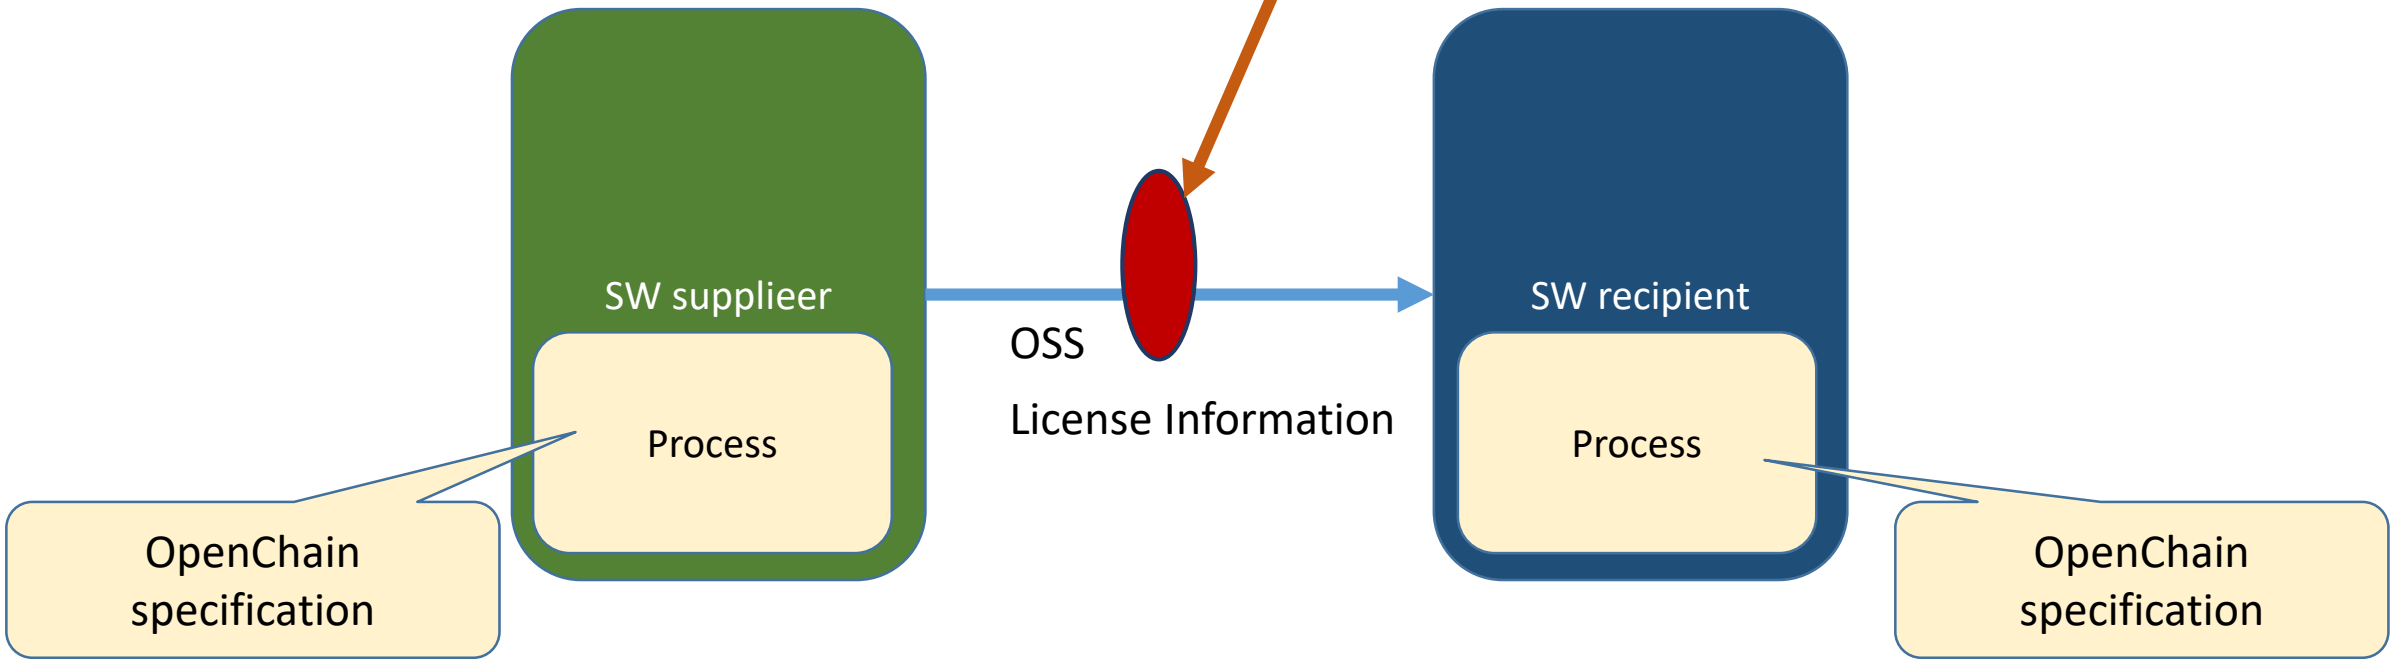 SW supplieer
Process
OpenChain
specification
OSS
License Information
SW recipient
Process
OpenChain
specification